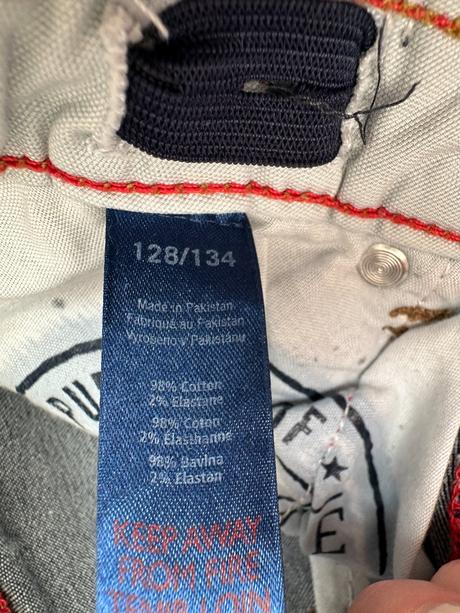 128/134
Made in Pakistan
Fabriqué au Pakistan
Vyrobeno v Pákistánu
98% Cotton
2% Elastane
98% Coton
2% Elasthanne
98% Bavlna
2% Elastan
KEEP AWAY
FROM FIRE
PU
F
E